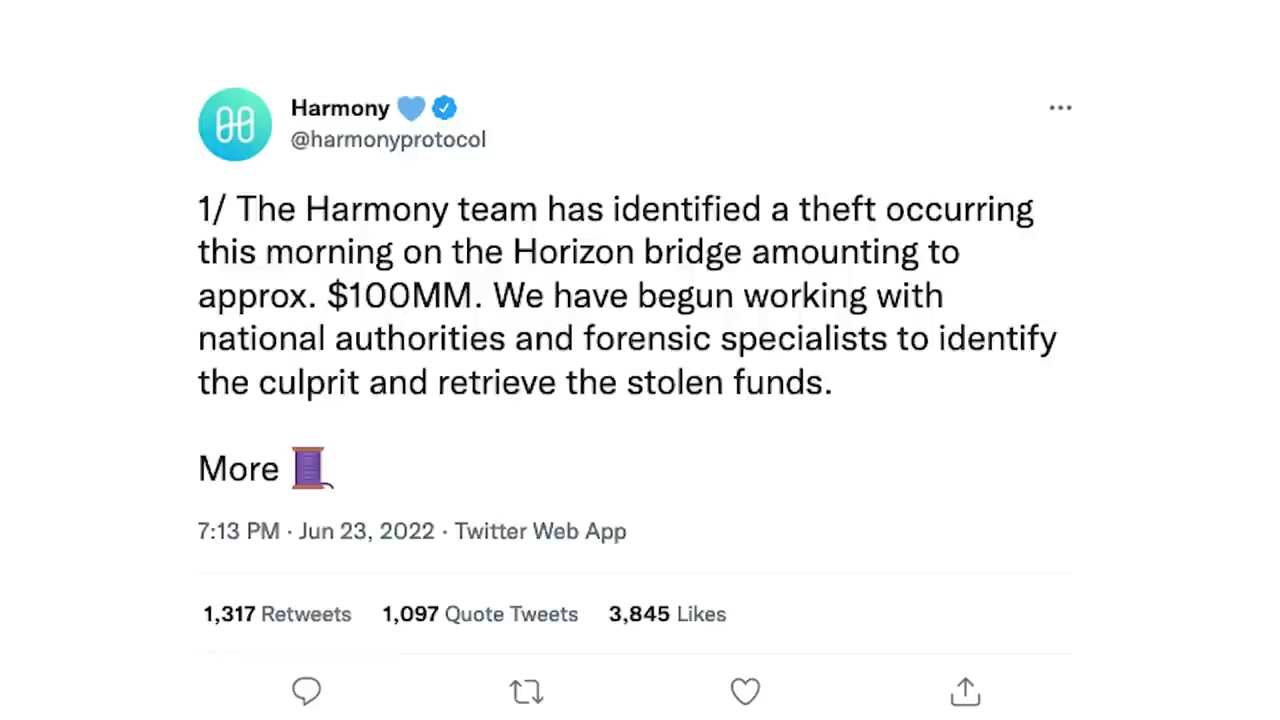 Harmony 💙
@harmonyprotocol
1/ The Harmony team has identified a theft occurring
this morning on the Horizon bridge amounting to
approx. $100MM. We have begun working with
national authorities and forensic specialists to identify
the culprit and retrieve the stolen funds.
More 🧵
7:13 PM · Jun 23, 2022 · Twitter Web App
1,317 Retweets 1,097 Quote Tweets 3,845 Likes